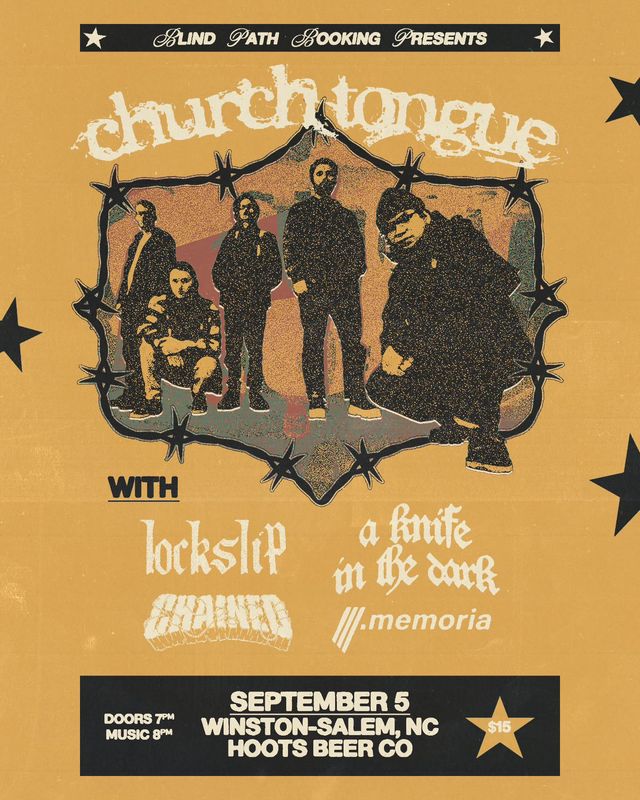 BLIND PATH BOOKING PRESENTS
church tongue
WITH
lockslip
a knife
in the dark
CHAINED
.memoria
DOORS 7PM
MUSIC 8PM
SEPTEMBER 5
WINSTON-SALEM, NC
HOOTS BEER CO
$15